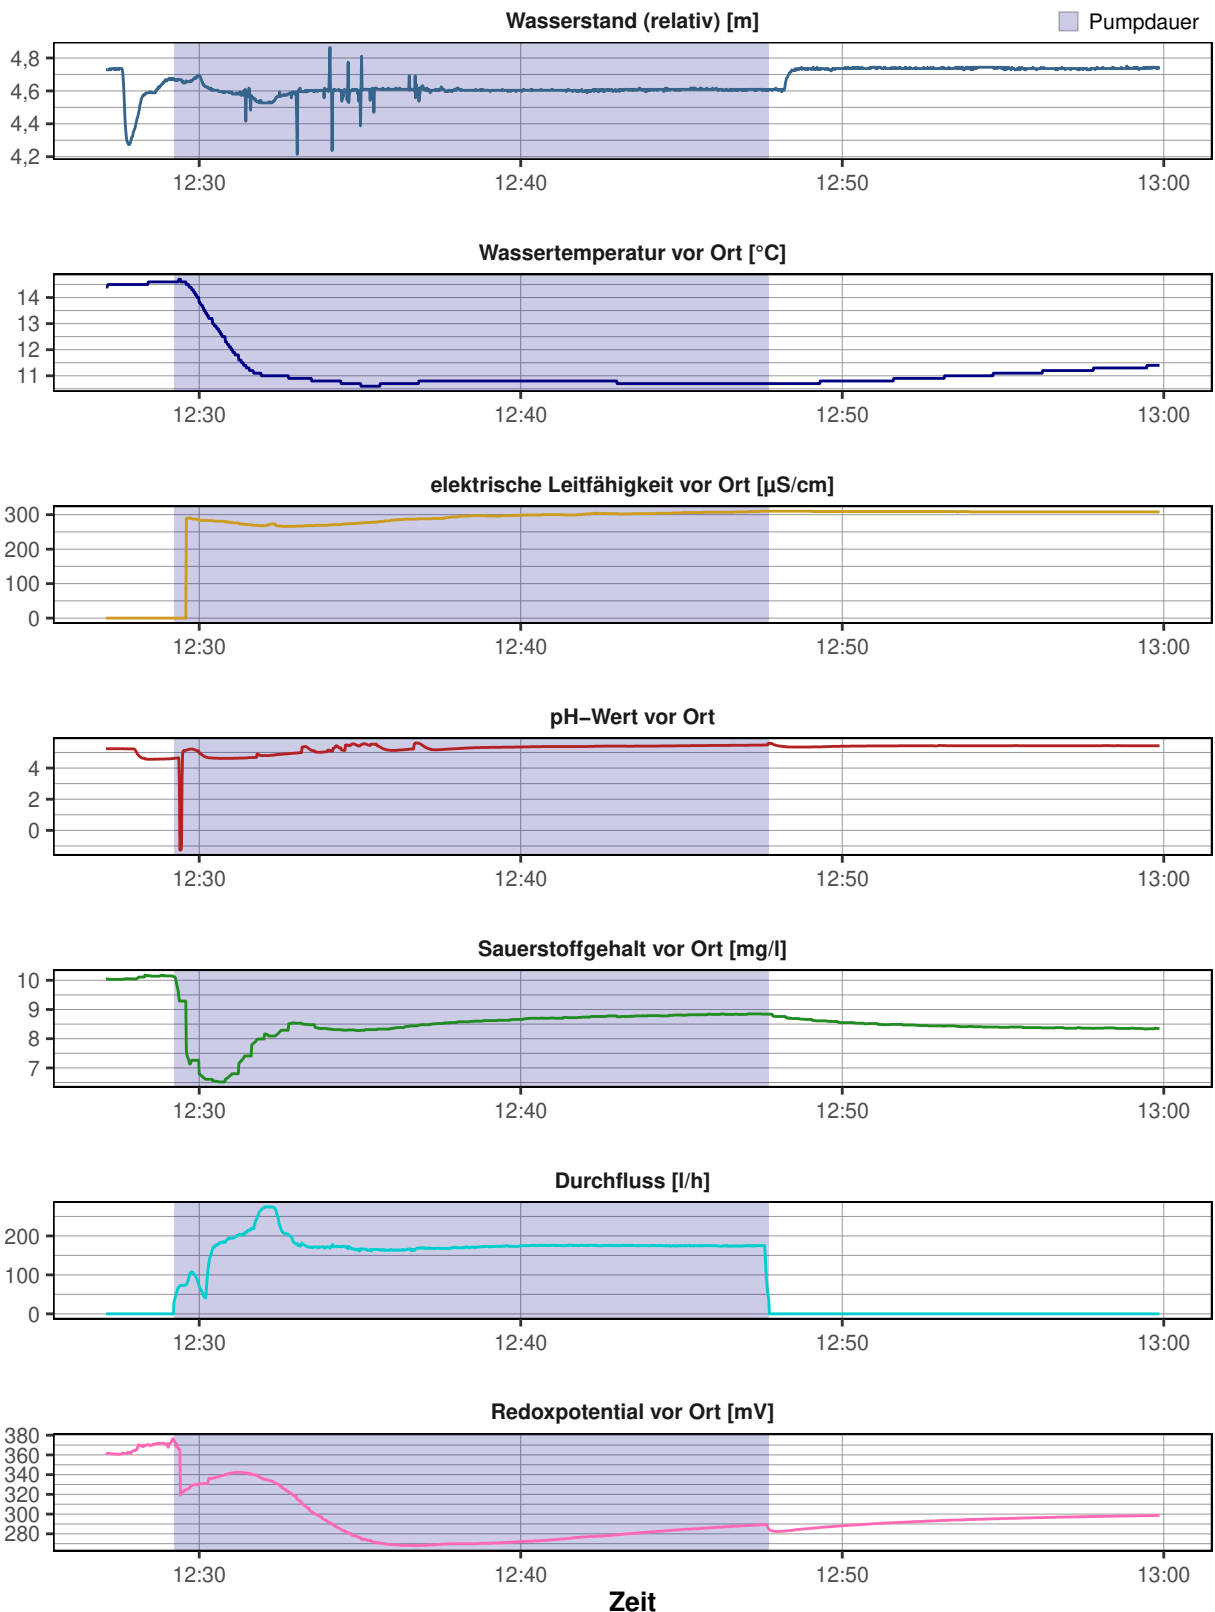 Wasserstand (relativ) [m]
Pumpdauer
4,8
4,6
4,4
4,2
12:30 12:40 12:50 13:00
Wassertemperatur vor Ort [°C]
14
13
12
11
12:30 12:40 12:50 13:00
elektrische Leitfähigkeit vor Ort [µS/cm]
300
200
100
0
12:30 12:40 12:50 13:00
pH−Wert vor Ort
4
2
0
12:30 12:40 12:50 13:00
Sauerstoffgehalt vor Ort [mg/l]
10
9
8
7
12:30 12:40 12:50 13:00
Durchfluss [l/h]
200
100
0
12:30 12:40 12:50 13:00
Redoxpotential vor Ort [mV]
380
360
340
320
300
280
12:30 12:40 12:50 13:00
Zeit